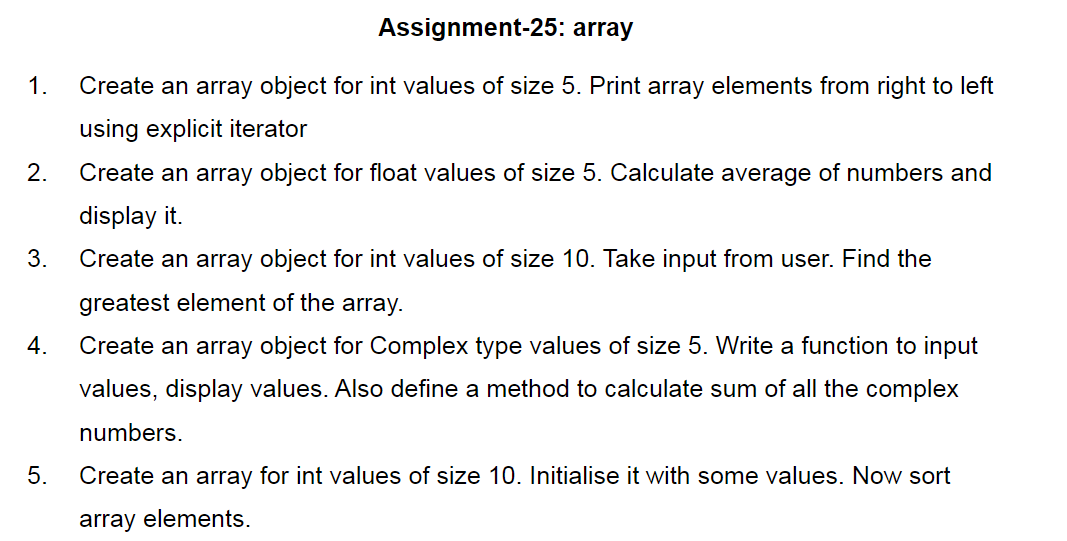 Assignment-25: array
1. Create an array object for int values of size 5. Print array elements from right to left
using explicit iterator
2. Create an array object for float values of size 5. Calculate average of numbers and
display it.
3. Create an array object for int values of size 10. Take input from user. Find the
greatest element of the array.
4. Create an array object for Complex type values of size 5. Write a function to input
values, display values. Also define a method to calculate sum of all the complex
numbers.
5. Create an array for int values of size 10. Initialise it with some values. Now sort
array elements.